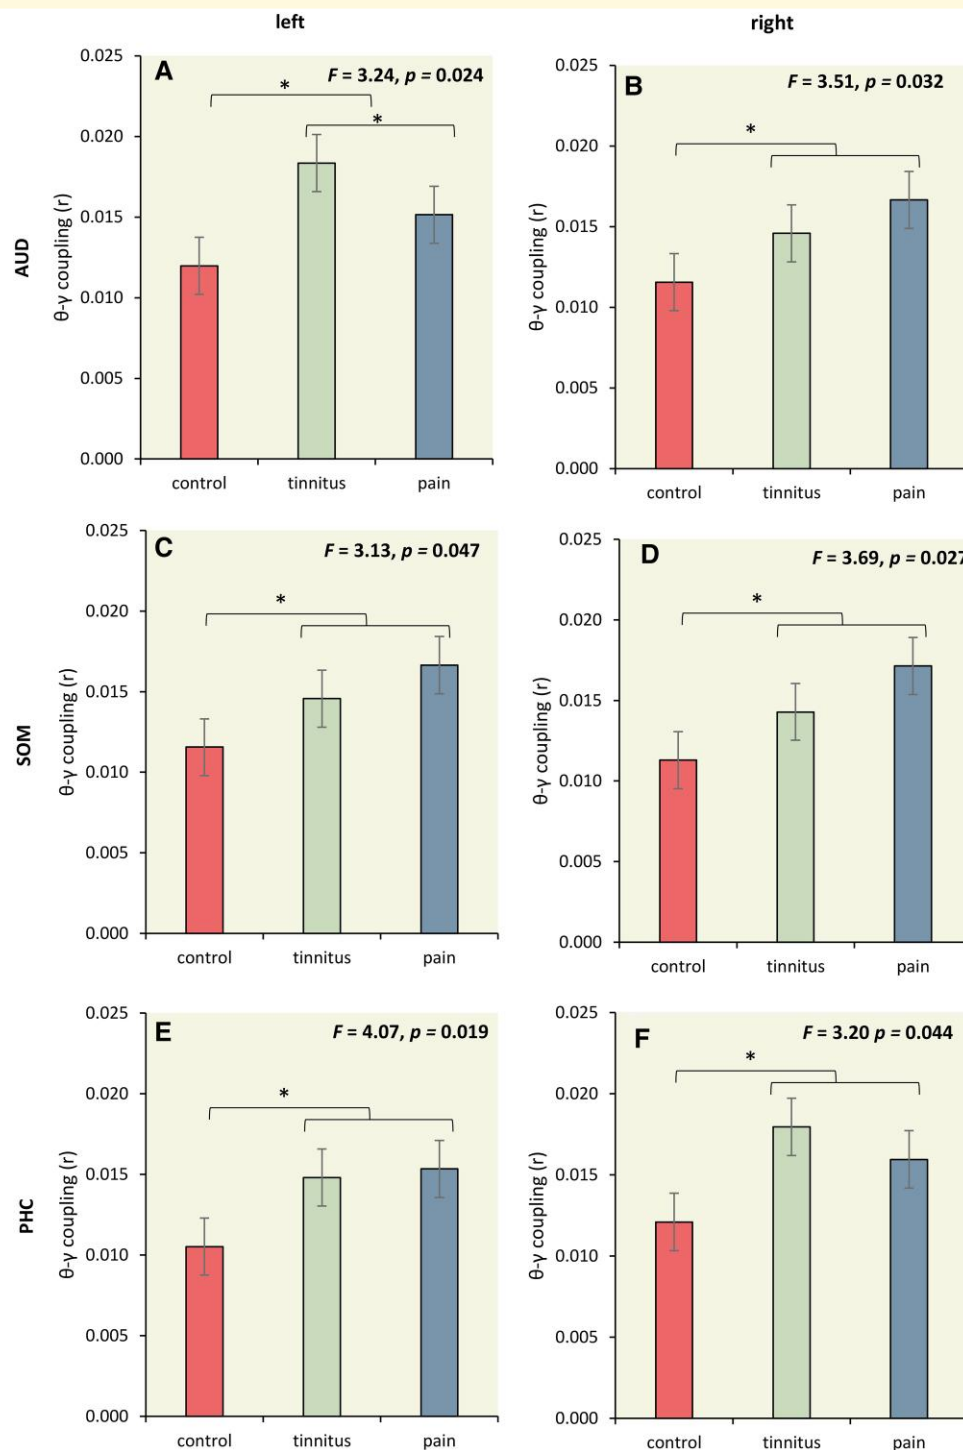 left right
AUD
A
F = 3.24, p = 0.024
*
*
θ-γ coupling (r)
0.025
0.020
0.015
0.010
0.005
0.000
control tinnitus pain
B
F = 3.51, p = 0.032
*
θ-γ coupling (r)
0.025
0.020
0.015
0.010
0.005
0.000
control tinnitus pain
SOM
C
F = 3.13, p = 0.047
*
θ-γ coupling (r)
0.025
0.020
0.015
0.010
0.005
0.000
control tinnitus pain
D
F = 3.69, p = 0.027
*
θ-γ coupling (r)
0.025
0.020
0.015
0.010
0.005
0.000
control tinnitus pain
PHC
E
F = 4.07, p = 0.019
*
θ-γ coupling (r)
0.025
0.020
0.015
0.010
0.005
0.000
control tinnitus pain
F
F = 3.20 p = 0.044
*
θ-γ coupling (r)
0.025
0.020
0.015
0.010
0.005
0.000
control tinnitus pain